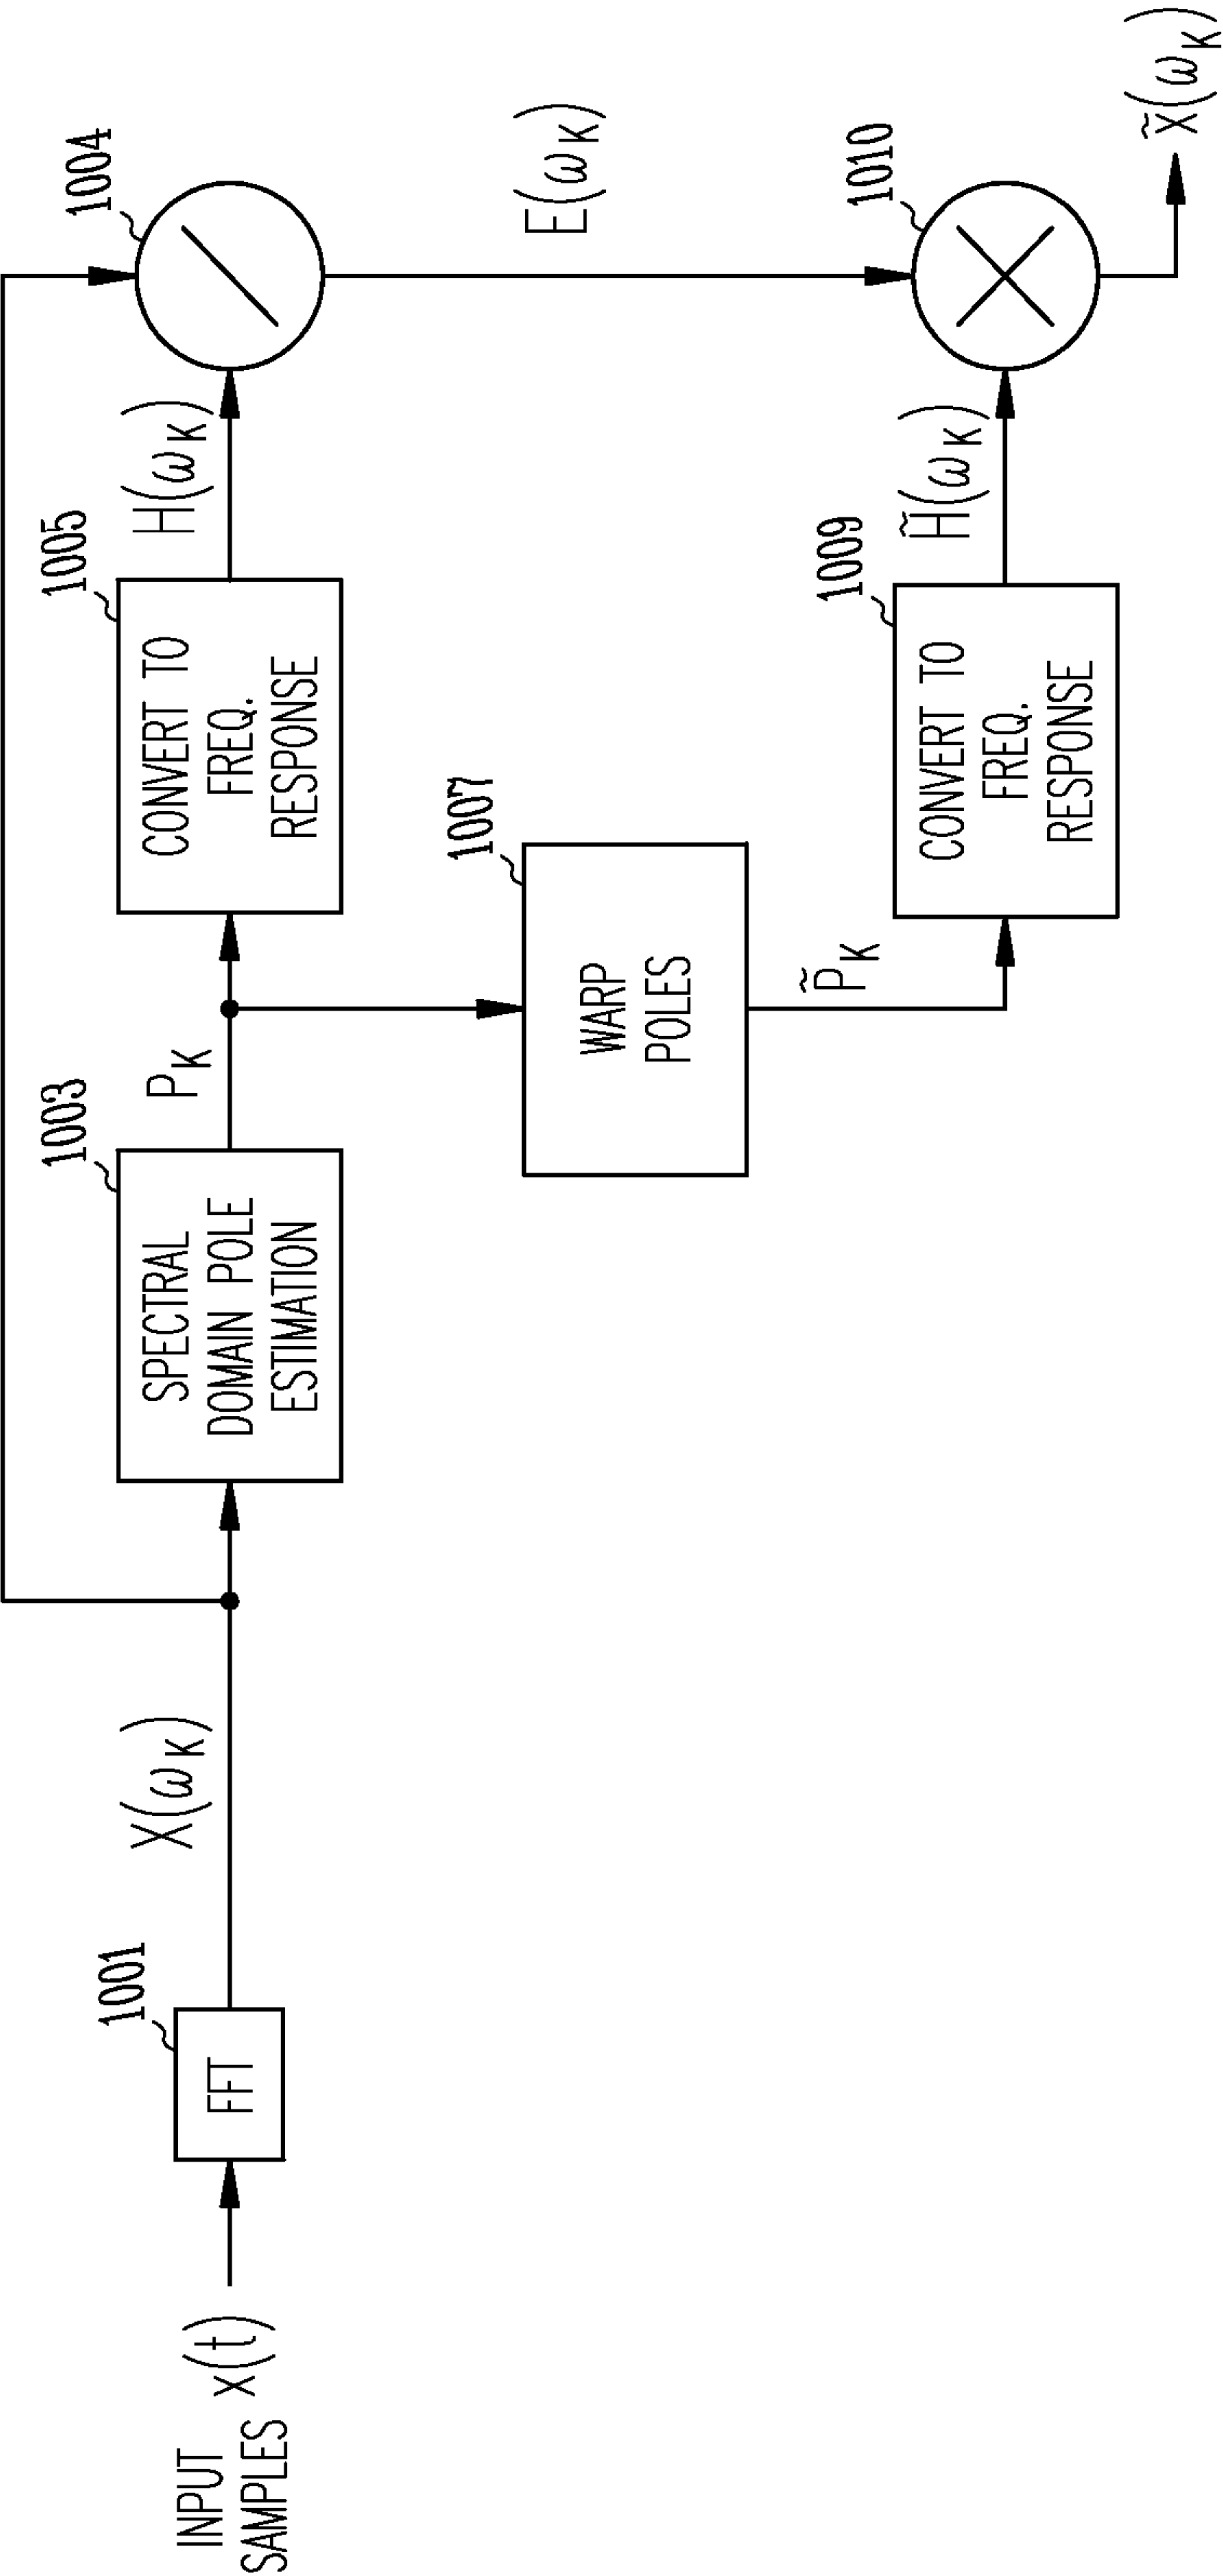 INPUT
SAMPLES
x(t)
1001
FFT
X(ωK)
1003
SPECTRAL
DOMAIN POLE
ESTIMATION
PK
1005
CONVERT TO
FREQ.
RESPONSE
H(ωK)
1004
E(ωK)
1007
WARP
POLES
P̃K
1009
CONVERT TO
FREQ.
RESPONSE
H̃(ωK)
1010
x̃(ωK)